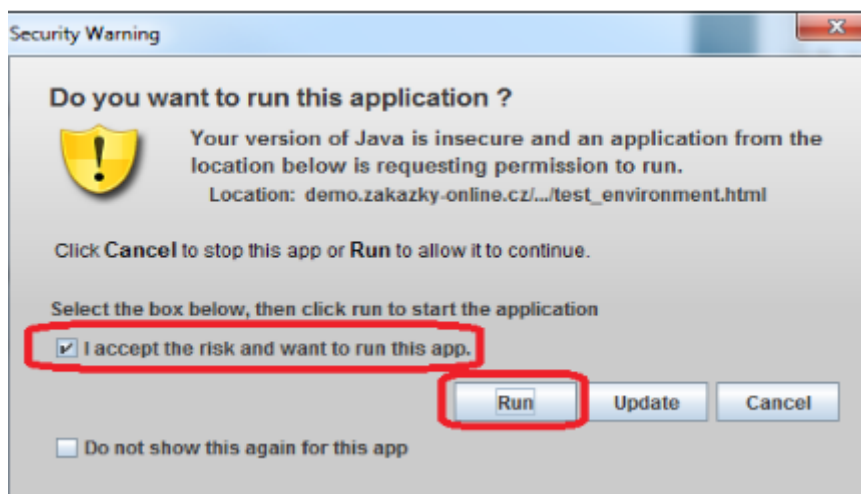 Security Warning
Do you want to run this application ?
Your version of Java is insecure and an application from the
location below is requesting permission to run.
Location: demo.zakazky-online.cz/.../test_environment.html
Click Cancel to stop this app or Run to allow it to continue.
Select the box below, then click run to start the application
I accept the risk and want to run this app.
Run Update Cancel
Do not show this again for this app